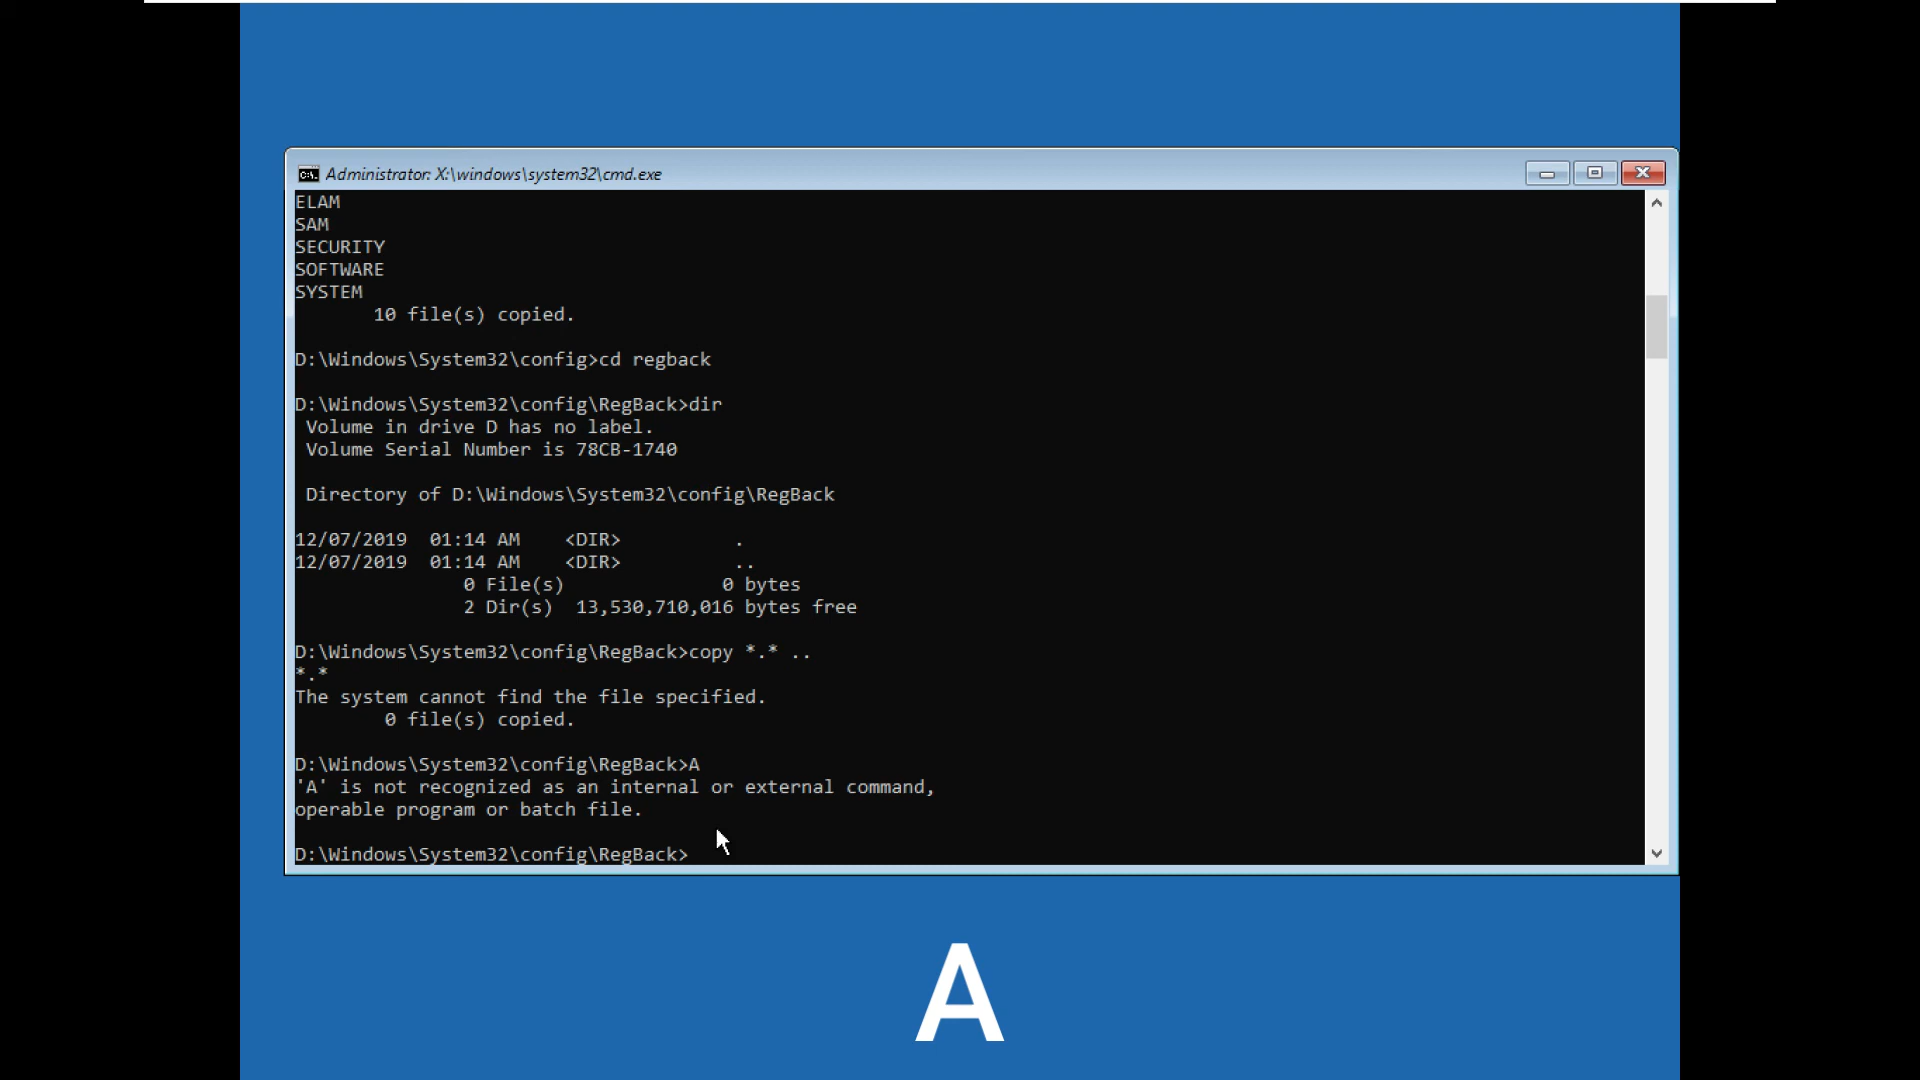 Administrator: X:\windows\system32\cmd.exe
ELAM
SAM
SECURITY
SOFTWARE
SYSTEM
10 file(s) copied.
D:\Windows\System32\config>cd regback
D:\Windows\System32\config\RegBack>dir
Volume in drive D has no label.
Volume Serial Number is 78CB-1740
Directory of D:\Windows\System32\config\RegBack
12/07/2019  01:14 AM    <DIR>          .
12/07/2019  01:14 AM    <DIR>          ..
0 File(s)              0 bytes
2 Dir(s)  13,530,710,016 bytes free
D:\Windows\System32\config\RegBack>copy *.* ..
*.*
The system cannot find the file specified.
0 file(s) copied.
D:\Windows\System32\config\RegBack>A
'A' is not recognized as an internal or external command,
operable program or batch file.
D:\Windows\System32\config\RegBack>
A